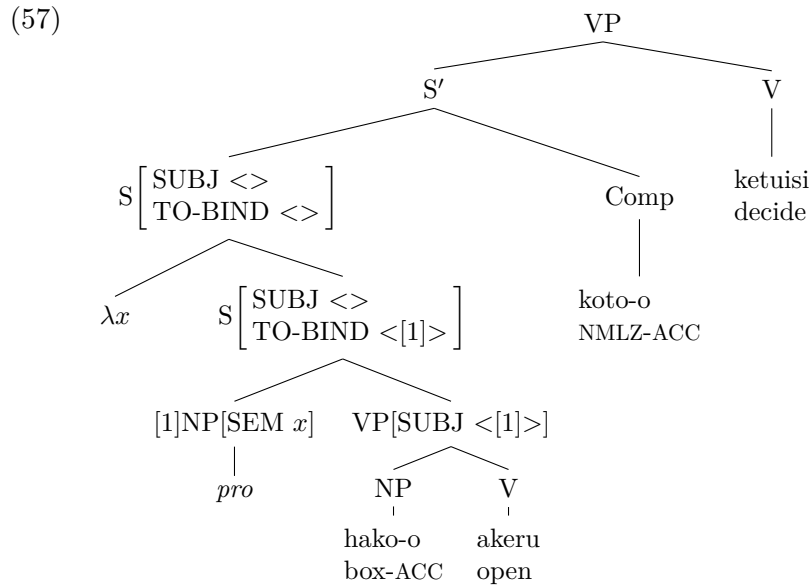 (57)
VP
S′ V
S[SUBJ <> TO-BIND <>] Comp ketuisi
decide
λx S[SUBJ <> TO-BIND <[1]>] koto-o
NMLZ-ACC
[1]NP[SEM x] VP[SUBJ <[1]>]
pro NP V
hako-o akeru
box-ACC open